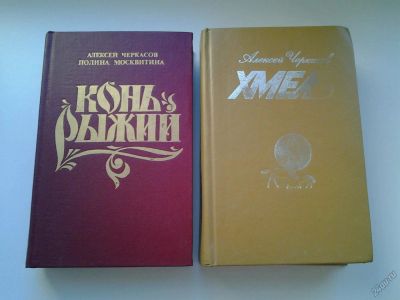 АЛЕКСЕЙ ЧЕРКАСОВ
ПОЛИНА МОСКВИТИНА
КОНЬ
РЫЖИЙ
Алексей Черкасов
ХМЕЛЬ